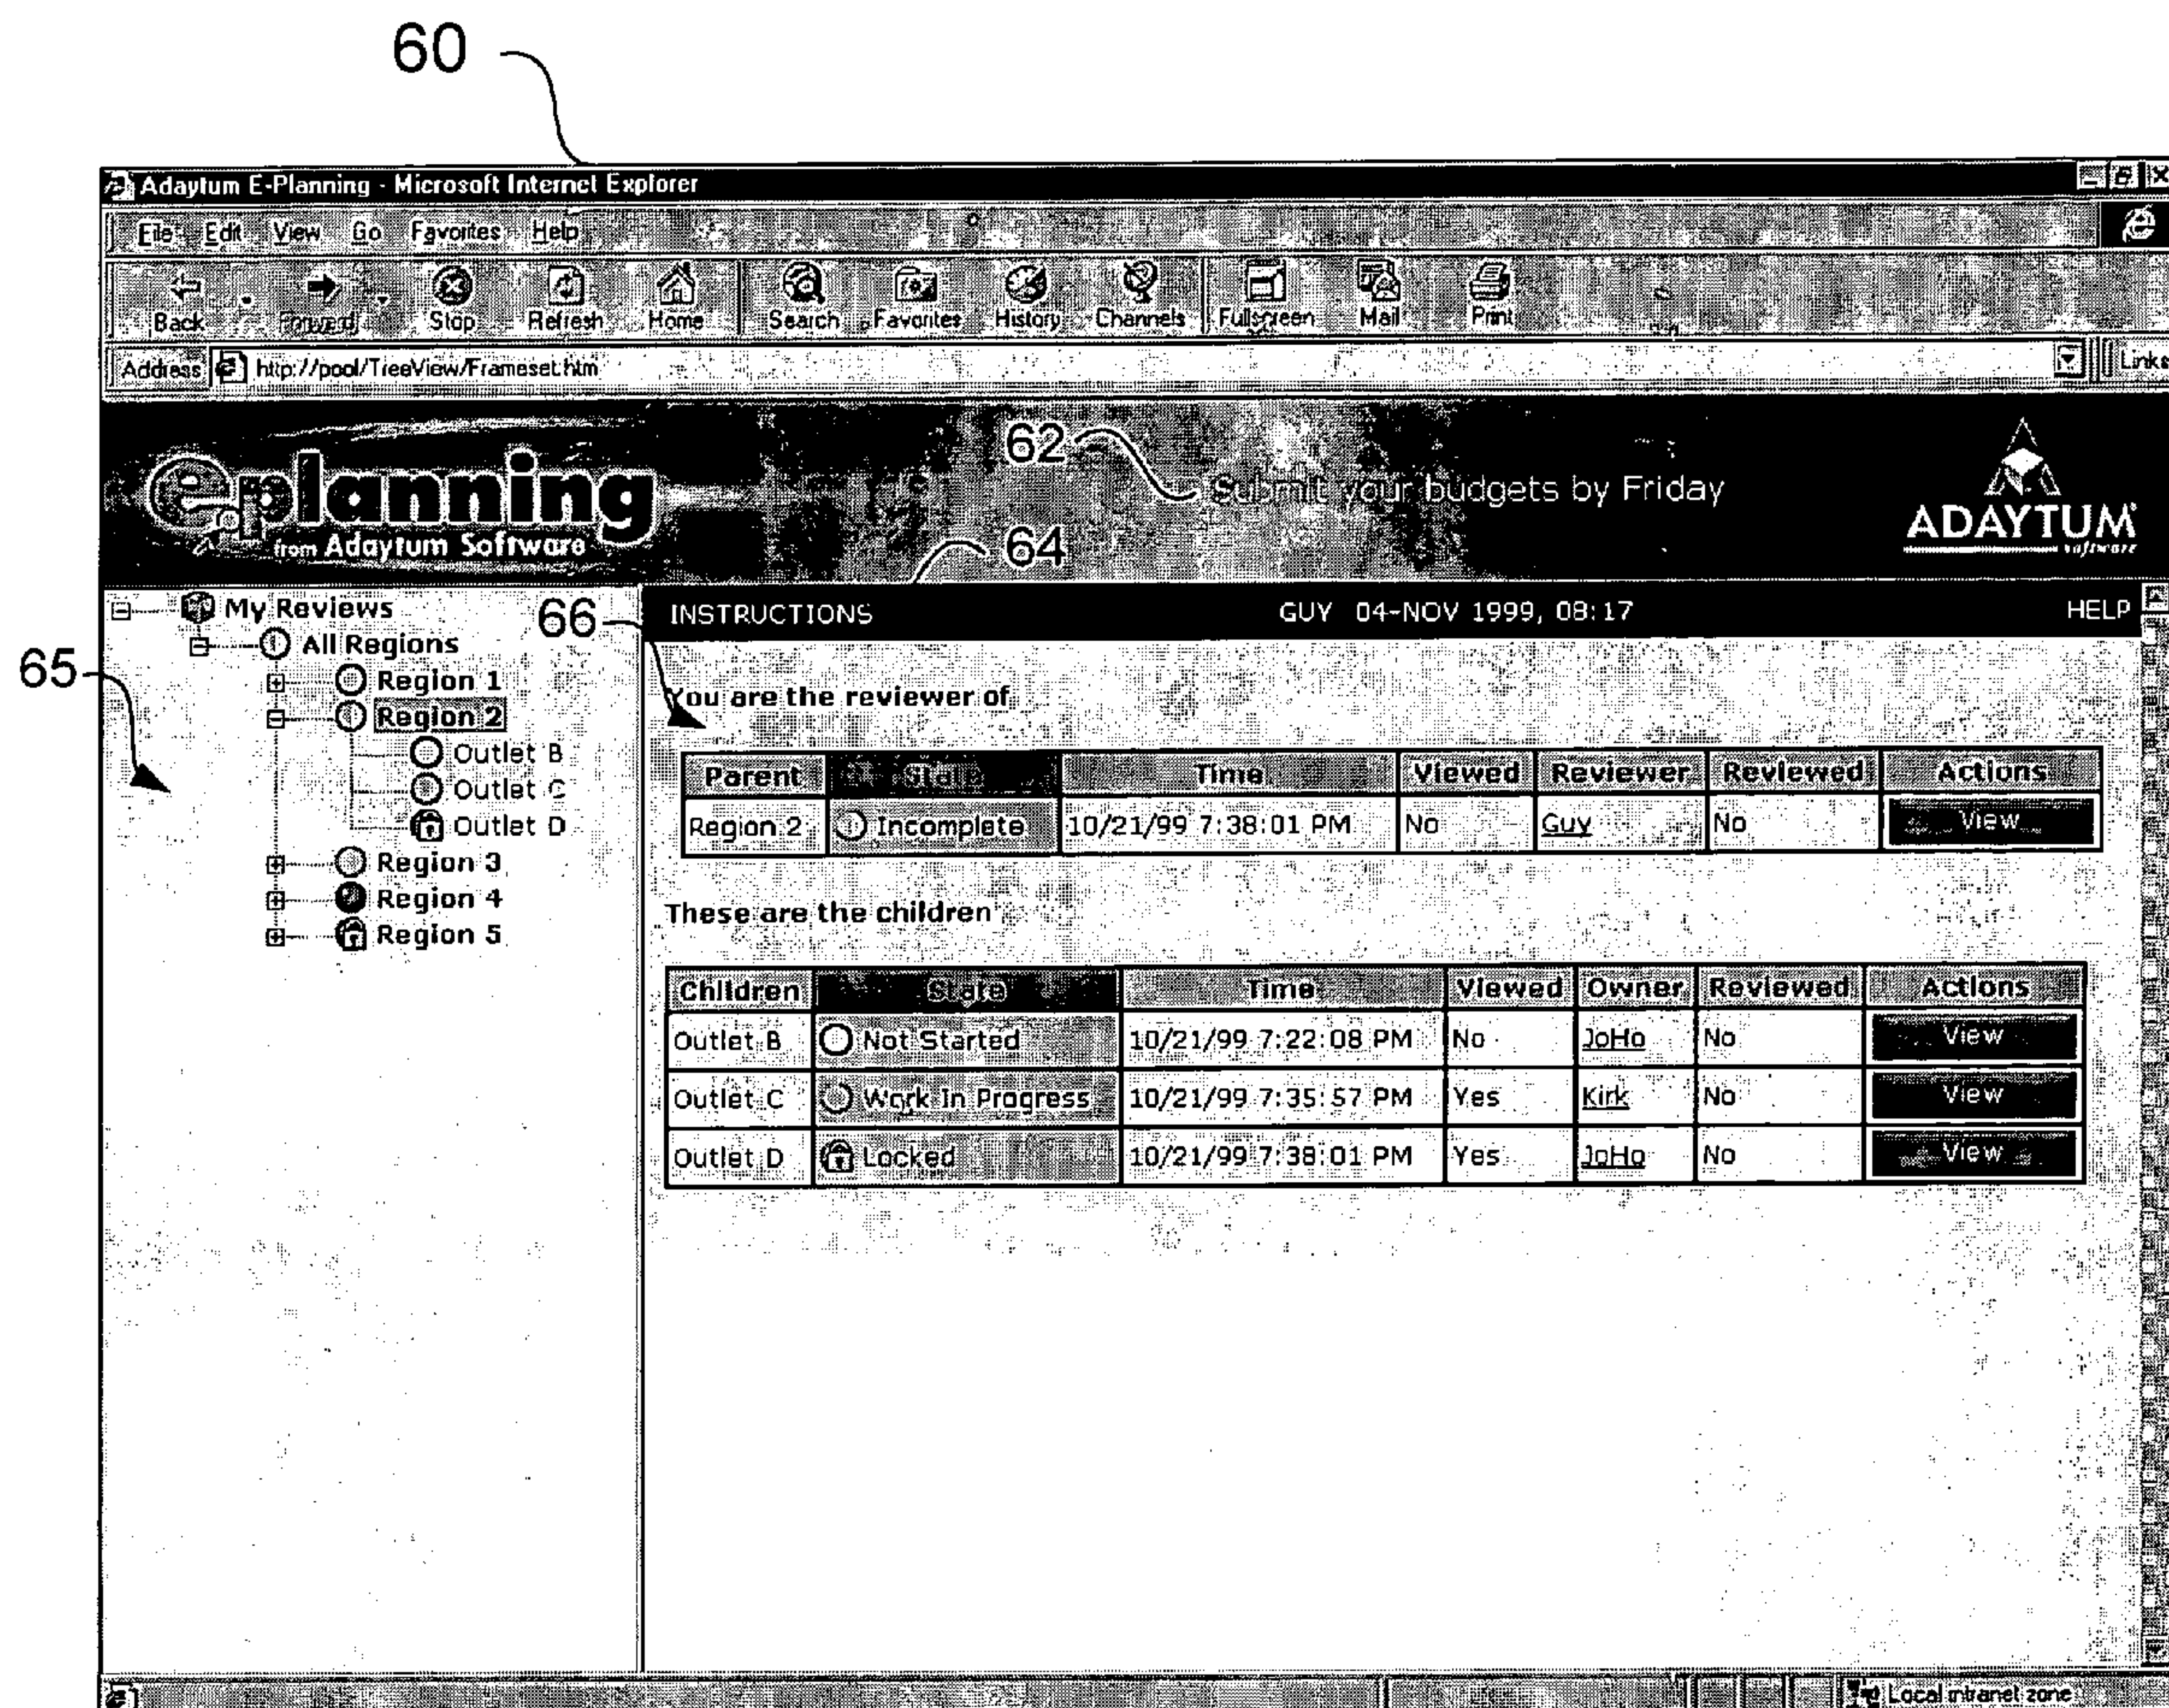 60
Adaytum E-Planning - Microsoft Internet Explorer
File Edit View Go Favorites Help
Back Forward Stop Refresh Home Search Favorites History Channels Fullscreen Mail Print
Address http://pool/TreeView/Frameset.htm Links
62
Submit your budgets by Friday
e.planning
from Adaytum Software
ADAYTUM
software
64
65
66
My Reviews
All Regions
Region 1
Region 2
Outlet B
Outlet C
Outlet D
Region 3
Region 4
Region 5
INSTRUCTIONS GUY 04-NOV 1999, 08:17 HELP
You are the reviewer of
Parent State Time Viewed Reviewer Reviewed Actions
Region 2 Incomplete 10/21/99 7:38:01 PM No Guy No View
These are the children
Children State Time Viewed Owner Reviewed Actions
Outlet B Not Started 10/21/99 7:22:08 PM No JoHo No View
Outlet C Work In Progress 10/21/99 7:35:57 PM Yes Kirk No View
Outlet D Locked 10/21/99 7:38:01 PM Yes JoHo No View
Local intranet zone